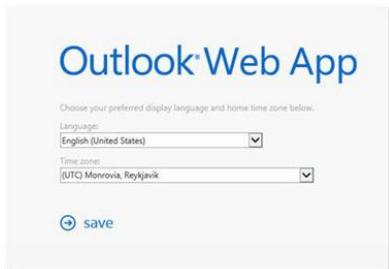 Outlook® Web App
Choose your preferred display language and home time zone below.
Language:
English (United States)
Time zone:
(UTC) Monrovia, Reykjavik
save